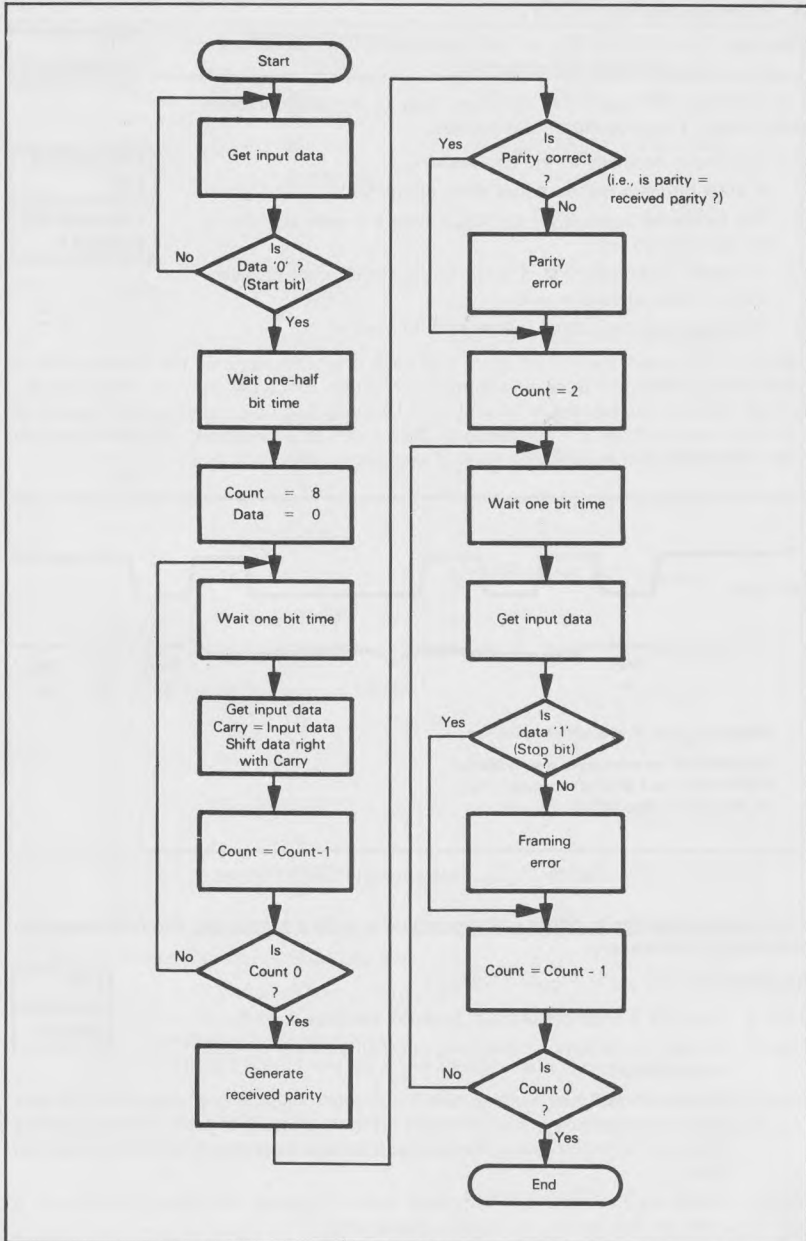 Start
Get input data
Is
Data '0' ?
(Start bit)
No
Yes
Wait one-half
bit time
Count = 8
Data = 0
Wait one bit time
Get input data
Carry = Input data
Shift data right
with Carry
Count = Count-1
Is
Count 0
?
No
Yes
Generate
received parity
Is
Parity correct
?
Yes
(i.e., is parity =
received parity ?)
No
Parity
error
Count = 2
Wait one bit time
Get input data
Is
data '1'
(Stop bit)
?
Yes
No
Framing
error
Count = Count - 1
Is
Count 0
?
No
Yes
End